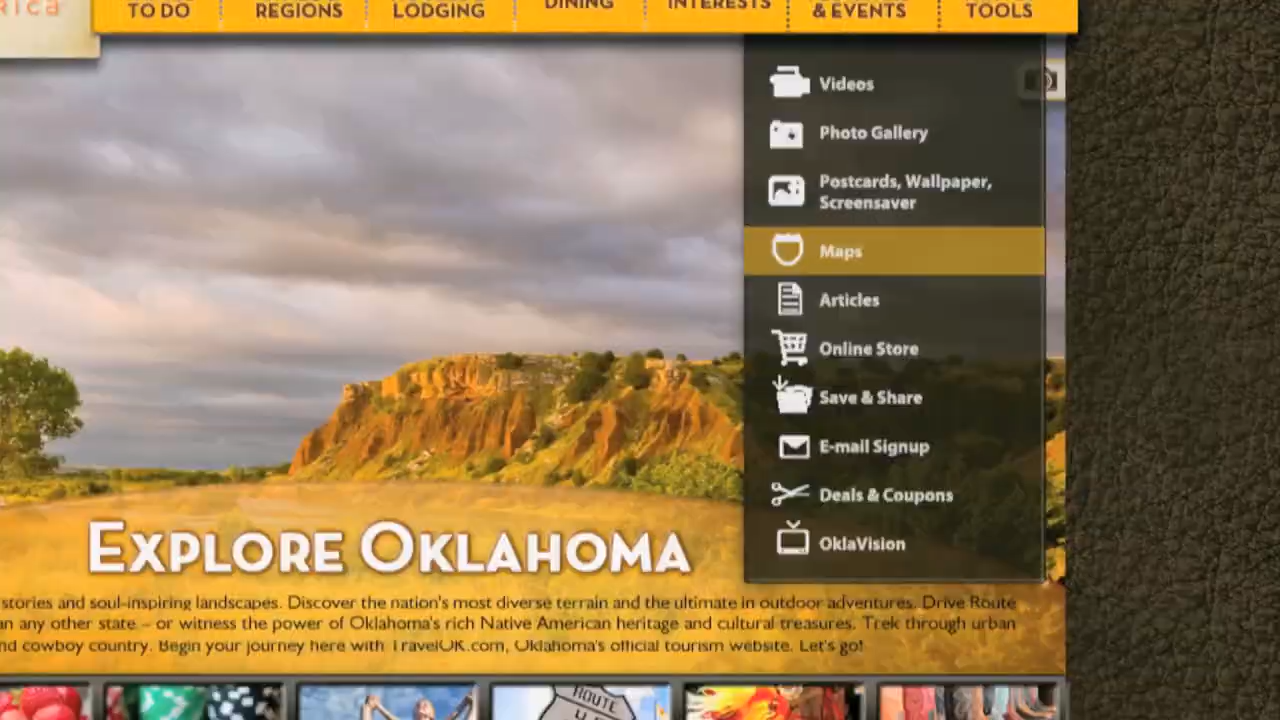 rica
TO DO
REGIONS
LODGING
DINING
INTERESTS
& EVENTS
TOOLS
Videos
Photo Gallery
Postcards, Wallpaper,
Screensaver
Maps
Articles
Online Store
Save & Share
E-mail Signup
Deals & Coupons
OklaVision
EXPLORE OKLAHOMA
stories and soul-inspiring landscapes. Discover the nation's most diverse terrain and the ultimate in outdoor adventures. Drive Route
any other state – or witness the power of Oklahoma's rich Native American heritage and cultural treasures. Trek through urban
cowboy country. Begin your journey here with TravelOK.com, Oklahoma's official tourism website. Let's go!
ROUTE
U S